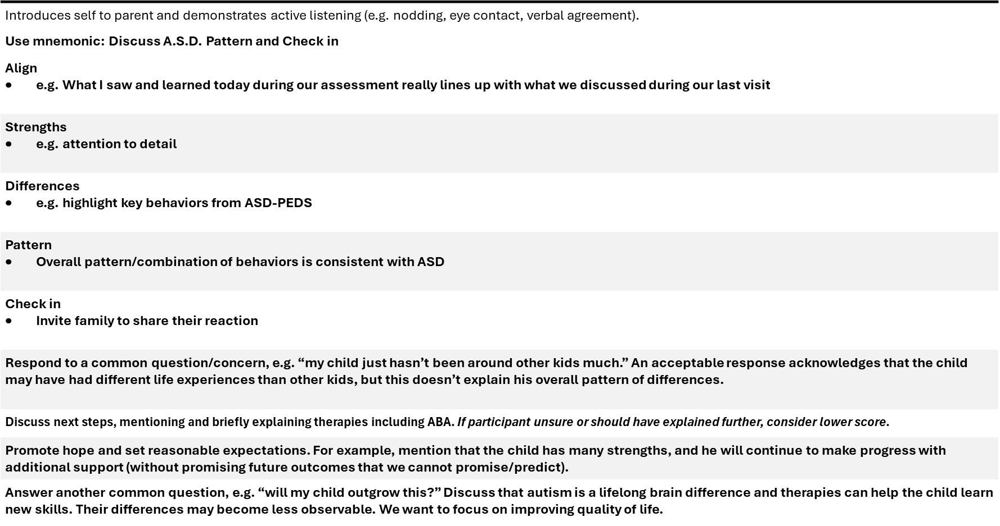 Introduces self to parent and demonstrates active listening (e.g. nodding, eye contact, verbal agreement).
Use mnemonic: Discuss A.S.D. Pattern and Check in
Align
• e.g. What I saw and learned today during our assessment really lines up with what we discussed during our last visit
Strengths
• e.g. attention to detail
Differences
• e.g. highlight key behaviors from ASD-PEDS
Pattern
• Overall pattern/combination of behaviors is consistent with ASD
Check in
• Invite family to share their reaction
Respond to a common question/concern, e.g. “my child just hasn’t been around other kids much.” An acceptable response acknowledges that the child
may have had different life experiences than other kids, but this doesn’t explain his overall pattern of differences.
Discuss next steps, mentioning and briefly explaining therapies including ABA. If participant unsure or should have explained further, consider lower score.
Promote hope and set reasonable expectations. For example, mention that the child has many strengths, and he will continue to make progress with
additional support (without promising future outcomes that we cannot promise/predict).
Answer another common question, e.g. “will my child outgrow this?” Discuss that autism is a lifelong brain difference and therapies can help the child learn
new skills. Their differences may become less observable. We want to focus on improving quality of life.